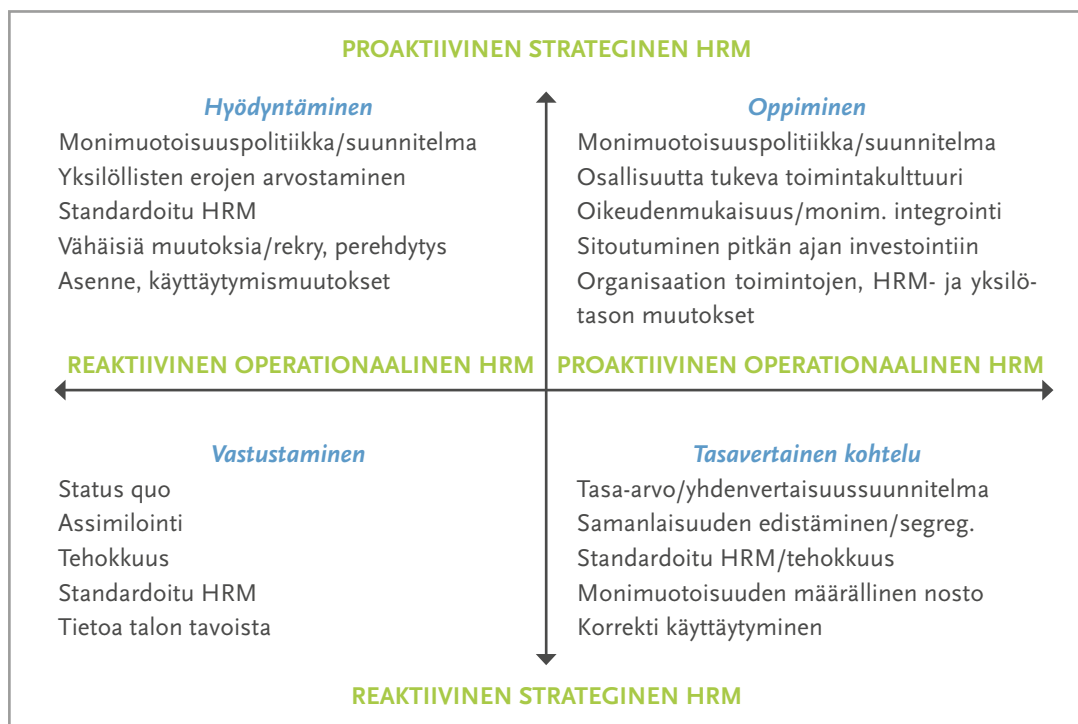 PROAKTIIVINEN STRATEGINEN HRM
Hyödyntäminen
Monimuotoisuuspolitiikka/suunnitelma
Yksilöllisten erojen arvostaminen
Standardoitu HRM
Vähäisiä muutoksia/rekry, perehdytys
Asenne, käyttäytymismuutokset
Oppiminen
Monimuotoisuuspolitiikka/suunnitelma
Osallisuutta tukeva toimintakulttuuri
Oikeudenmukaisuus/monim. integrointi
Sitoutuminen pitkän ajan investointiin
Organisaation toimintojen, HRM- ja yksilö-
tason muutokset
REAKTIIVINEN OPERATIONAALINEN HRM
PROAKTIVINEN OPERATIONAALINEN HRM
Vastustaminen
Status quo
Assimilointi
Tehokkuus
Standardoitu HRM
Tietoa talon tavoista
Tasavertainen kohtelu
Tasa-arvo/yhdenvertaisuussuunnitelma
Samanlaisuuden edistäminen/segreg.
Standardoitu HRM/tehokkuus
Monimuotoisuuden määrällinen nosto
Korrekti käyttäytyminen
REAKTIIVINEN STRATEGINEN HRM